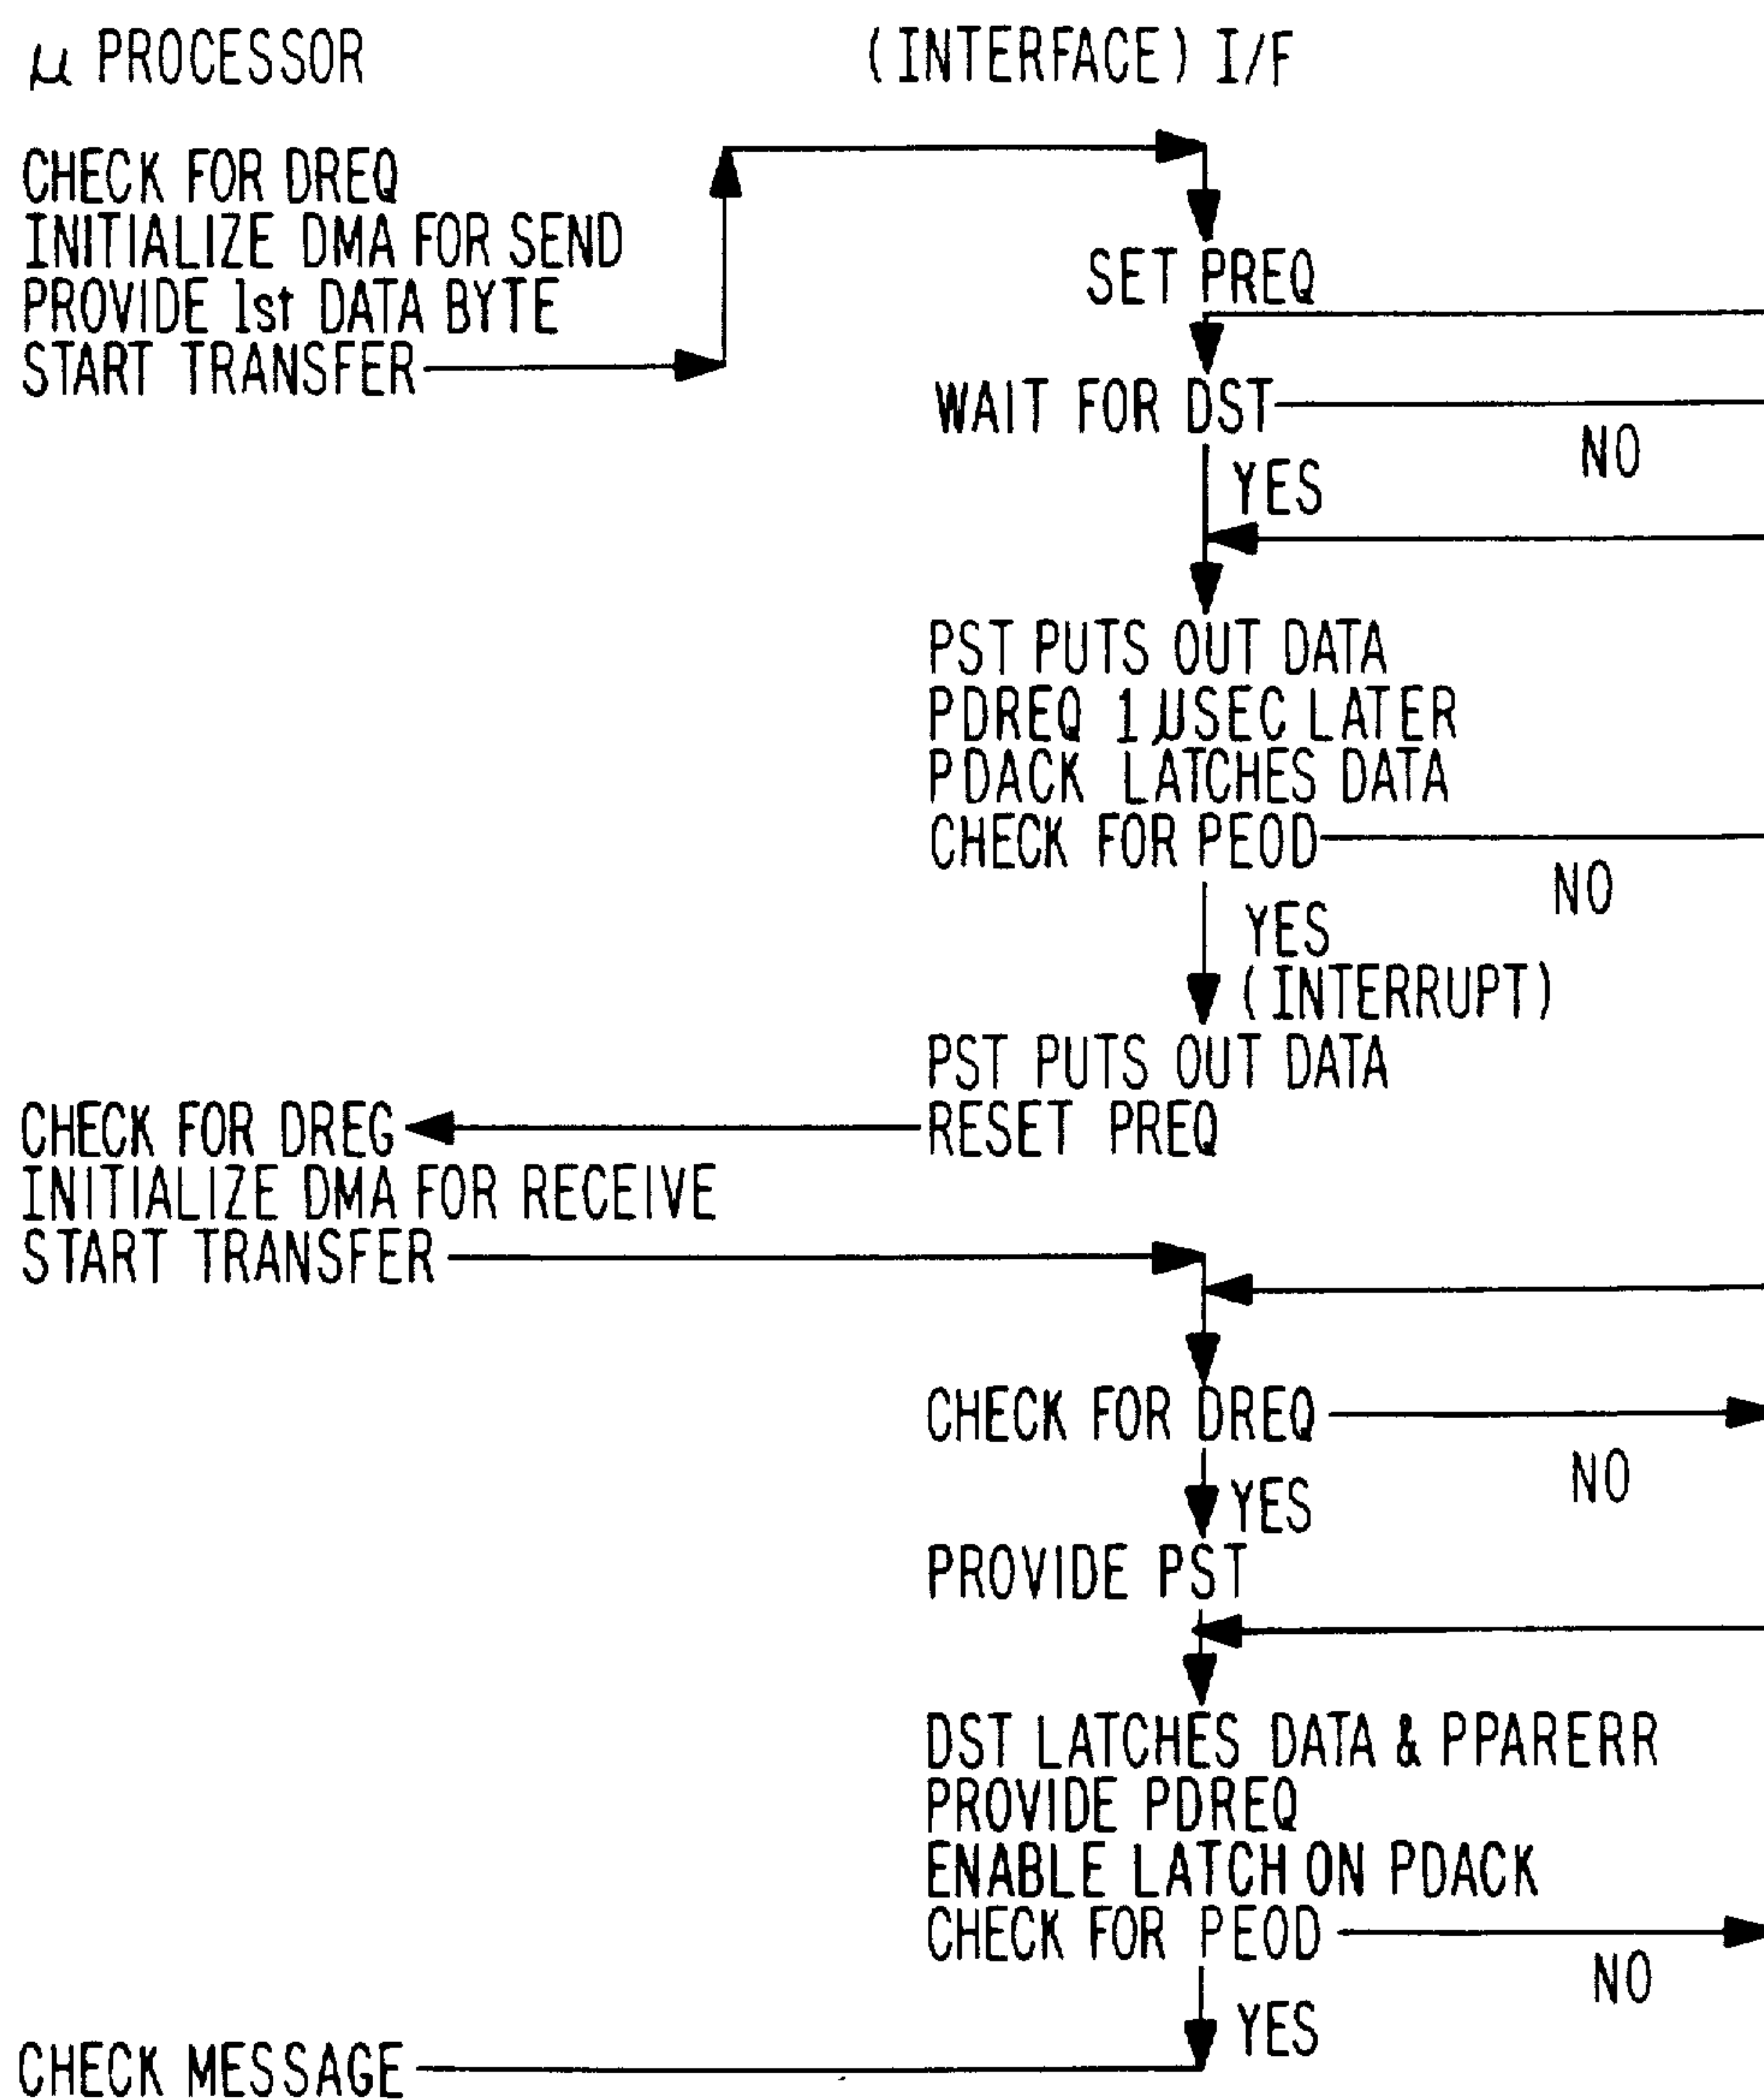 μ PROCESSOR
(INTERFACE) I/F
CHECK FOR DREQ
INITIALIZE DMA FOR SEND
PROVIDE 1st DATA BYTE
START TRANSFER
SET PREQ
WAIT FOR DST
NO
YES
PST PUTS OUT DATA
PDREQ 1 μSEC LATER
PDACK LATCHES DATA
CHECK FOR PEOD
NO
YES
(INTERRUPT)
PST PUTS OUT DATA
RESET PREQ
CHECK FOR DREG
INITIALIZE DMA FOR RECEIVE
START TRANSFER
CHECK FOR DREQ
NO
YES
PROVIDE PST
DST LATCHES DATA & PPARERR
PROVIDE PDREQ
ENABLE LATCH ON PDACK
CHECK FOR PEOD
NO
YES
CHECK MESSAGE